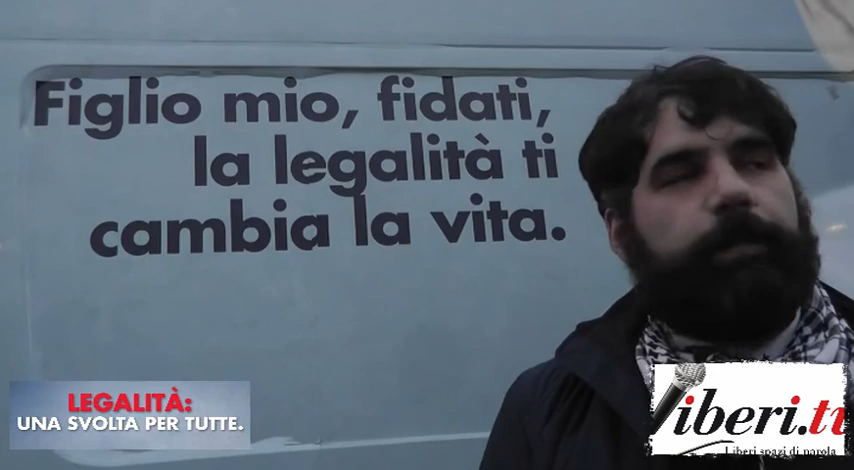 Figlio mio, fidati,
la legalità ti
cambia la vita.
LEGALITÀ:
UNA SVOLTA PER TUTTE.
liberi.tv
Liberi spazi di parola